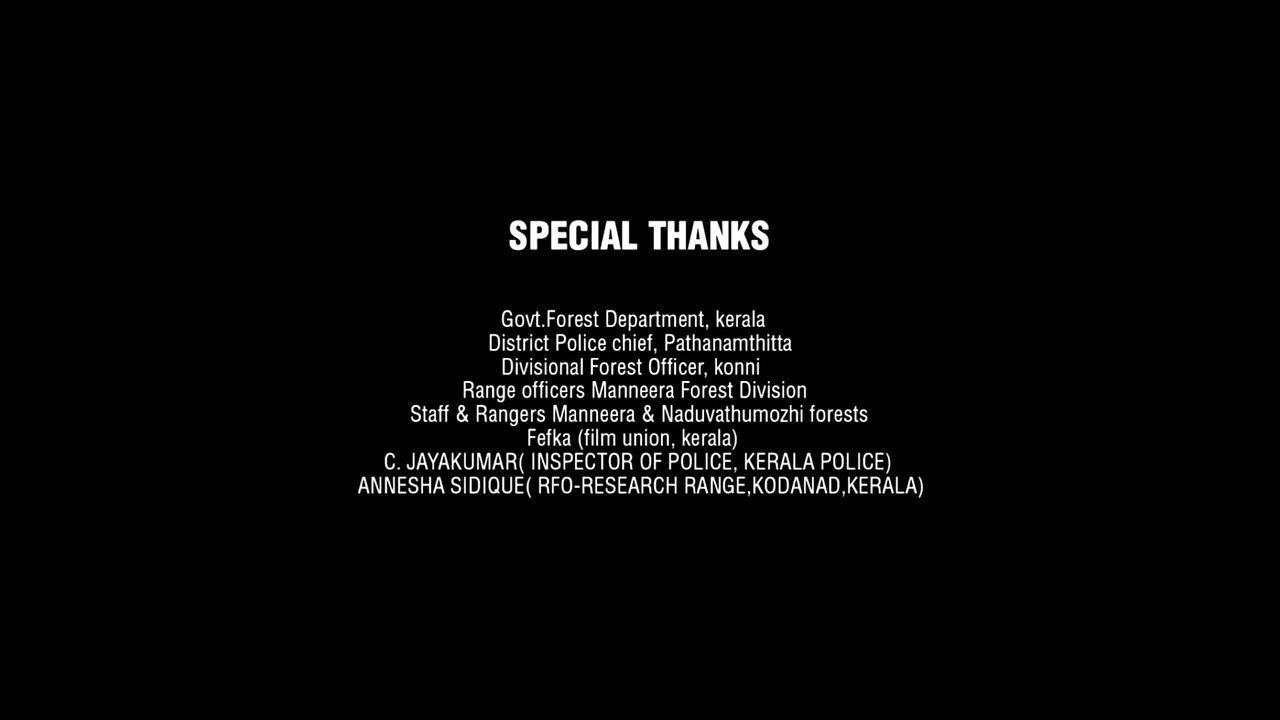 SPECIAL THANKS
Govt.Forest Department, kerala
District Police chief, Pathanamthitta
Divisional Forest Officer, konni
Range officers Manneera Forest Division
Staff & Rangers Manneera & Naduvathumozhi forests
Fefka (film union, kerala)
C. JAYAKUMAR( INSPECTOR OF POLICE, KERALA POLICE)
ANNESHA SIDIQUE( RFO-RESEARCH RANGE,KODANAD,KERALA)